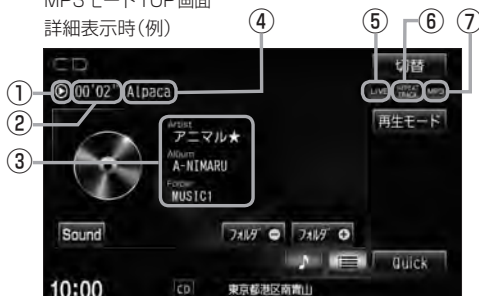 MP3モードTOP画面
詳細表示時(例)
④
⑤
⑥
⑦
CD
切替
①
00'02"
Alpaca
LIVE
REPEAT TRACK
MP3
②
再生モード
③
Artist
アニマル★
Album
A-NIMARU
Folder
MUSIC1
Sound
フォルダ
フォルダ
Quick
10:00
CD
東京都港区南青山